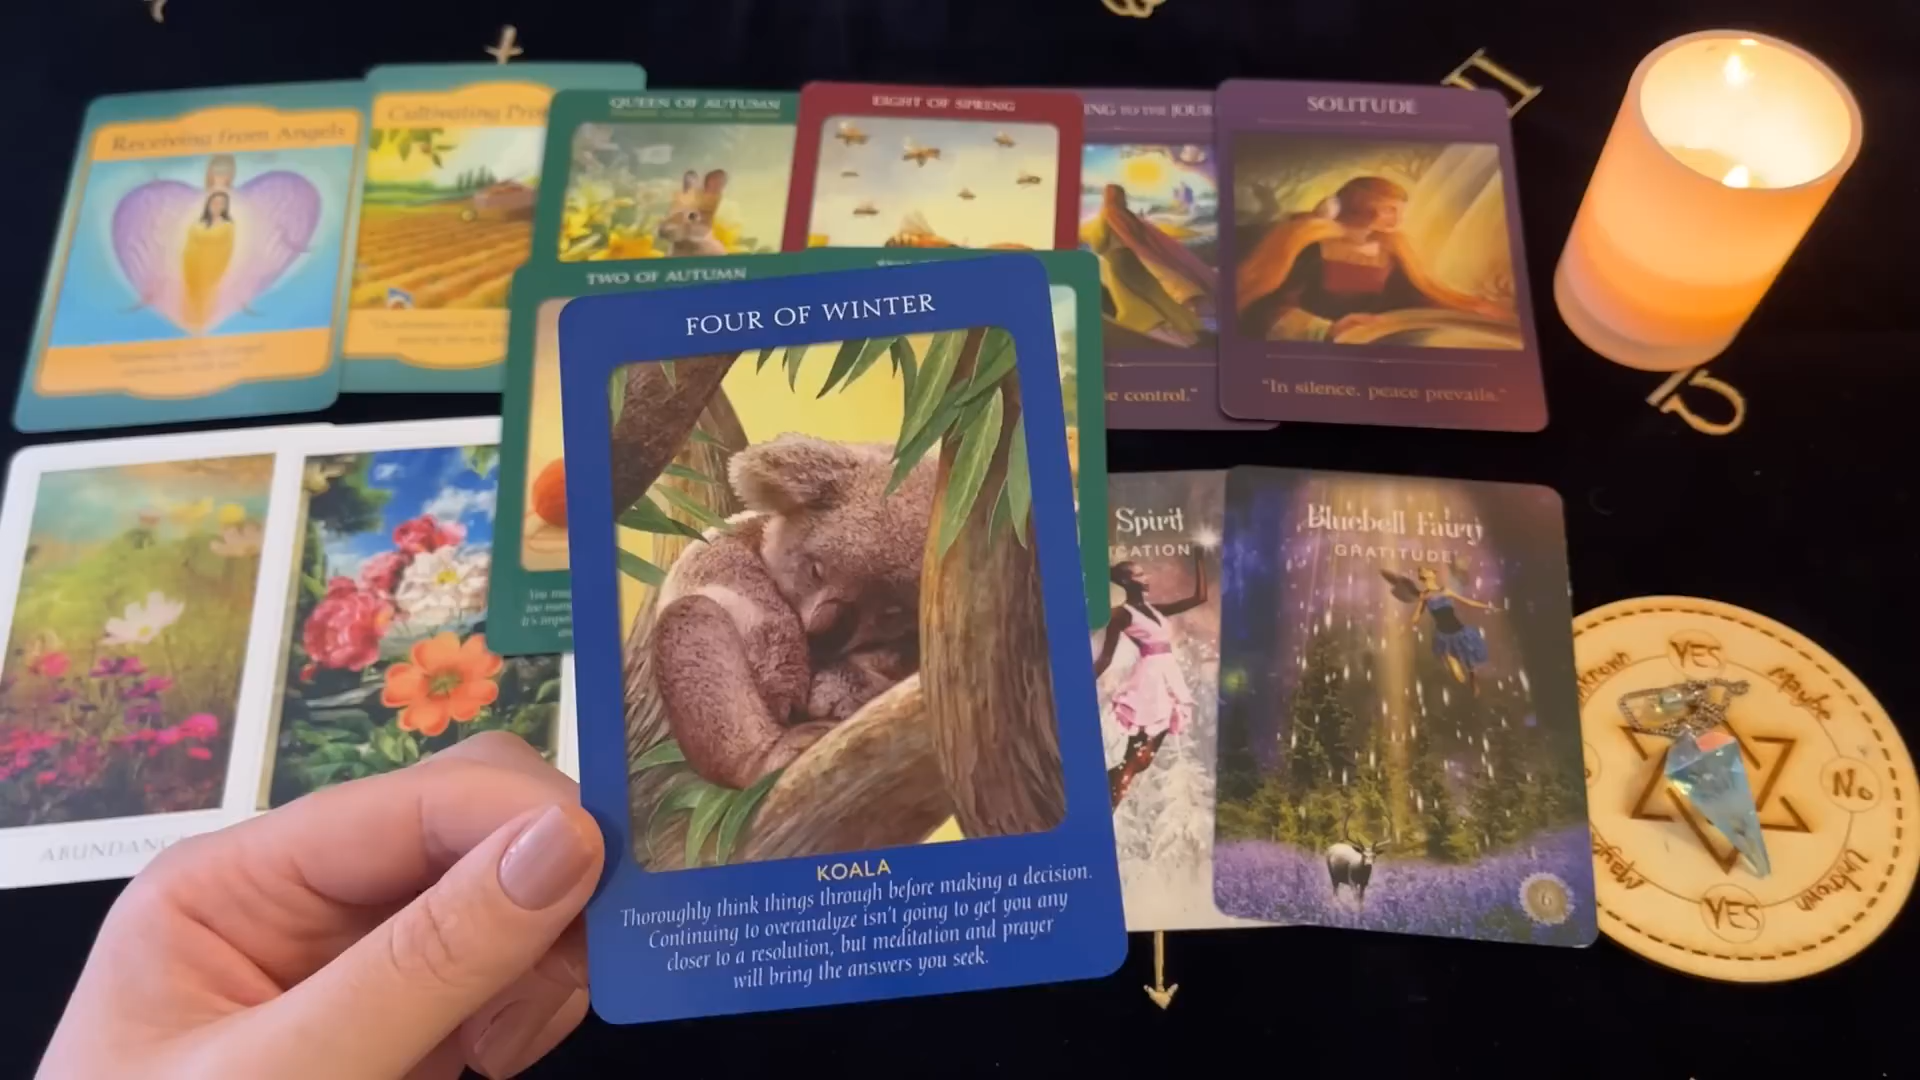 Receiving from Angels
Cultivating
QUEEN OF AUTUMN
EIGHT OF SPRING
ING TO THE JOUR
SOLITUDE
"In silence, peace prevails."
e control."
TWO OF AUTUMN
FOUR OF WINTER
KOALA
Thoroughly think things through before making a decision.
Continuing to overanalyze isn't going to get you any
closer to a resolution, but meditation and prayer
will bring the answers you seek.
ABUNDANC
Spirit
ICATION
Bluebell Fairy
GRATITUDE
6
YES
Maybe
No
Unknown
YES
Maybe
known